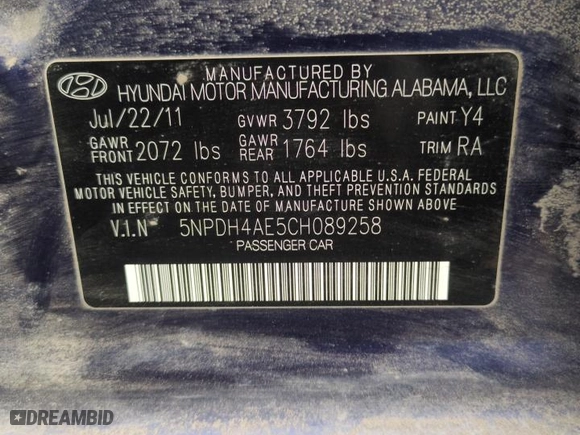 MANUFACTURED BY
HYUNDAI MOTOR MANUFACTURING ALABAMA, LLC
Jul/22/11 GVWR 3792 lbs PAINT Y4
GAWR FRONT 2072 lbs GAWR REAR 1764 lbs TRIM RA
THIS VEHICLE CONFORMS TO ALL APPLICABLE U.S.A. FEDERAL
MOTOR VEHICLE SAFETY, BUMPER, AND THEFT PREVENTION STANDARDS
IN EFFECT ON THE DATE OF MANUFACTURE SHOWN ABOVE.
V.I.N 5NPDH4AE5CH089258
PASSENGER CAR
DREAMBID